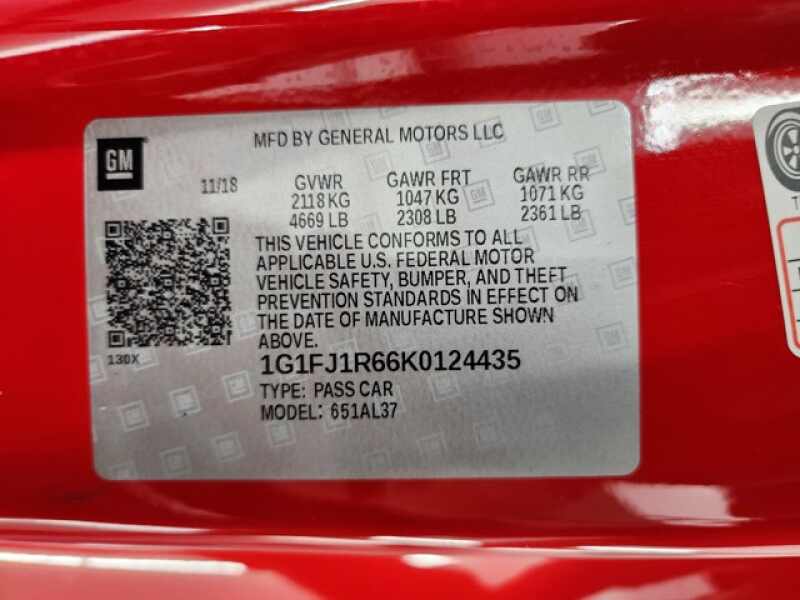 MFD BY GENERAL MOTORS LLC
GM
11/18
GVWR GAWR FRT GAWR RR
2118 KG 1047 KG 1071 KG
4669 LB 2308 LB 2361 LB
THIS VEHICLE CONFORMS TO ALL
APPLICABLE U.S. FEDERAL MOTOR
VEHICLE SAFETY, BUMPER, AND THEFT
PREVENTION STANDARDS IN EFFECT ON
THE DATE OF MANUFACTURE SHOWN
ABOVE.
130X
1G1FJ1R66K0124435
TYPE: PASS CAR
MODEL: 651AL37